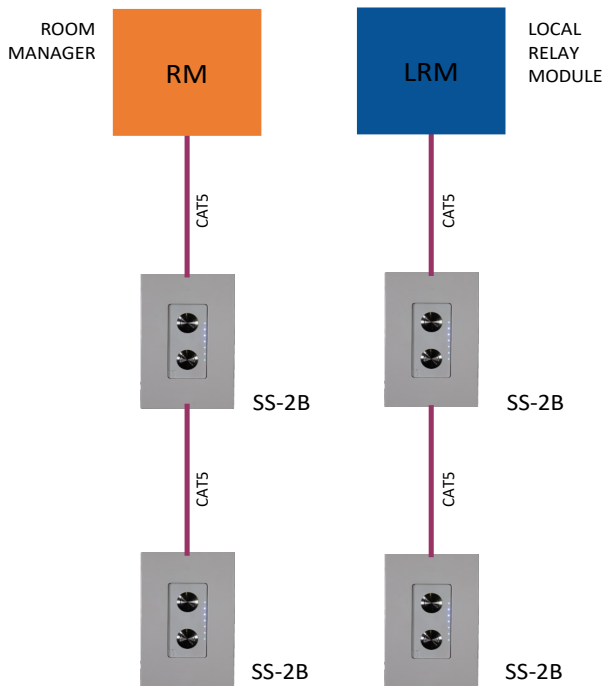 ROOM
MANAGER
RM
LRM
LOCAL
RELAY
MODULE
CAT5
CAT5
SS-2B
SS-2B
CAT5
CAT5
SS-2B
SS-2B